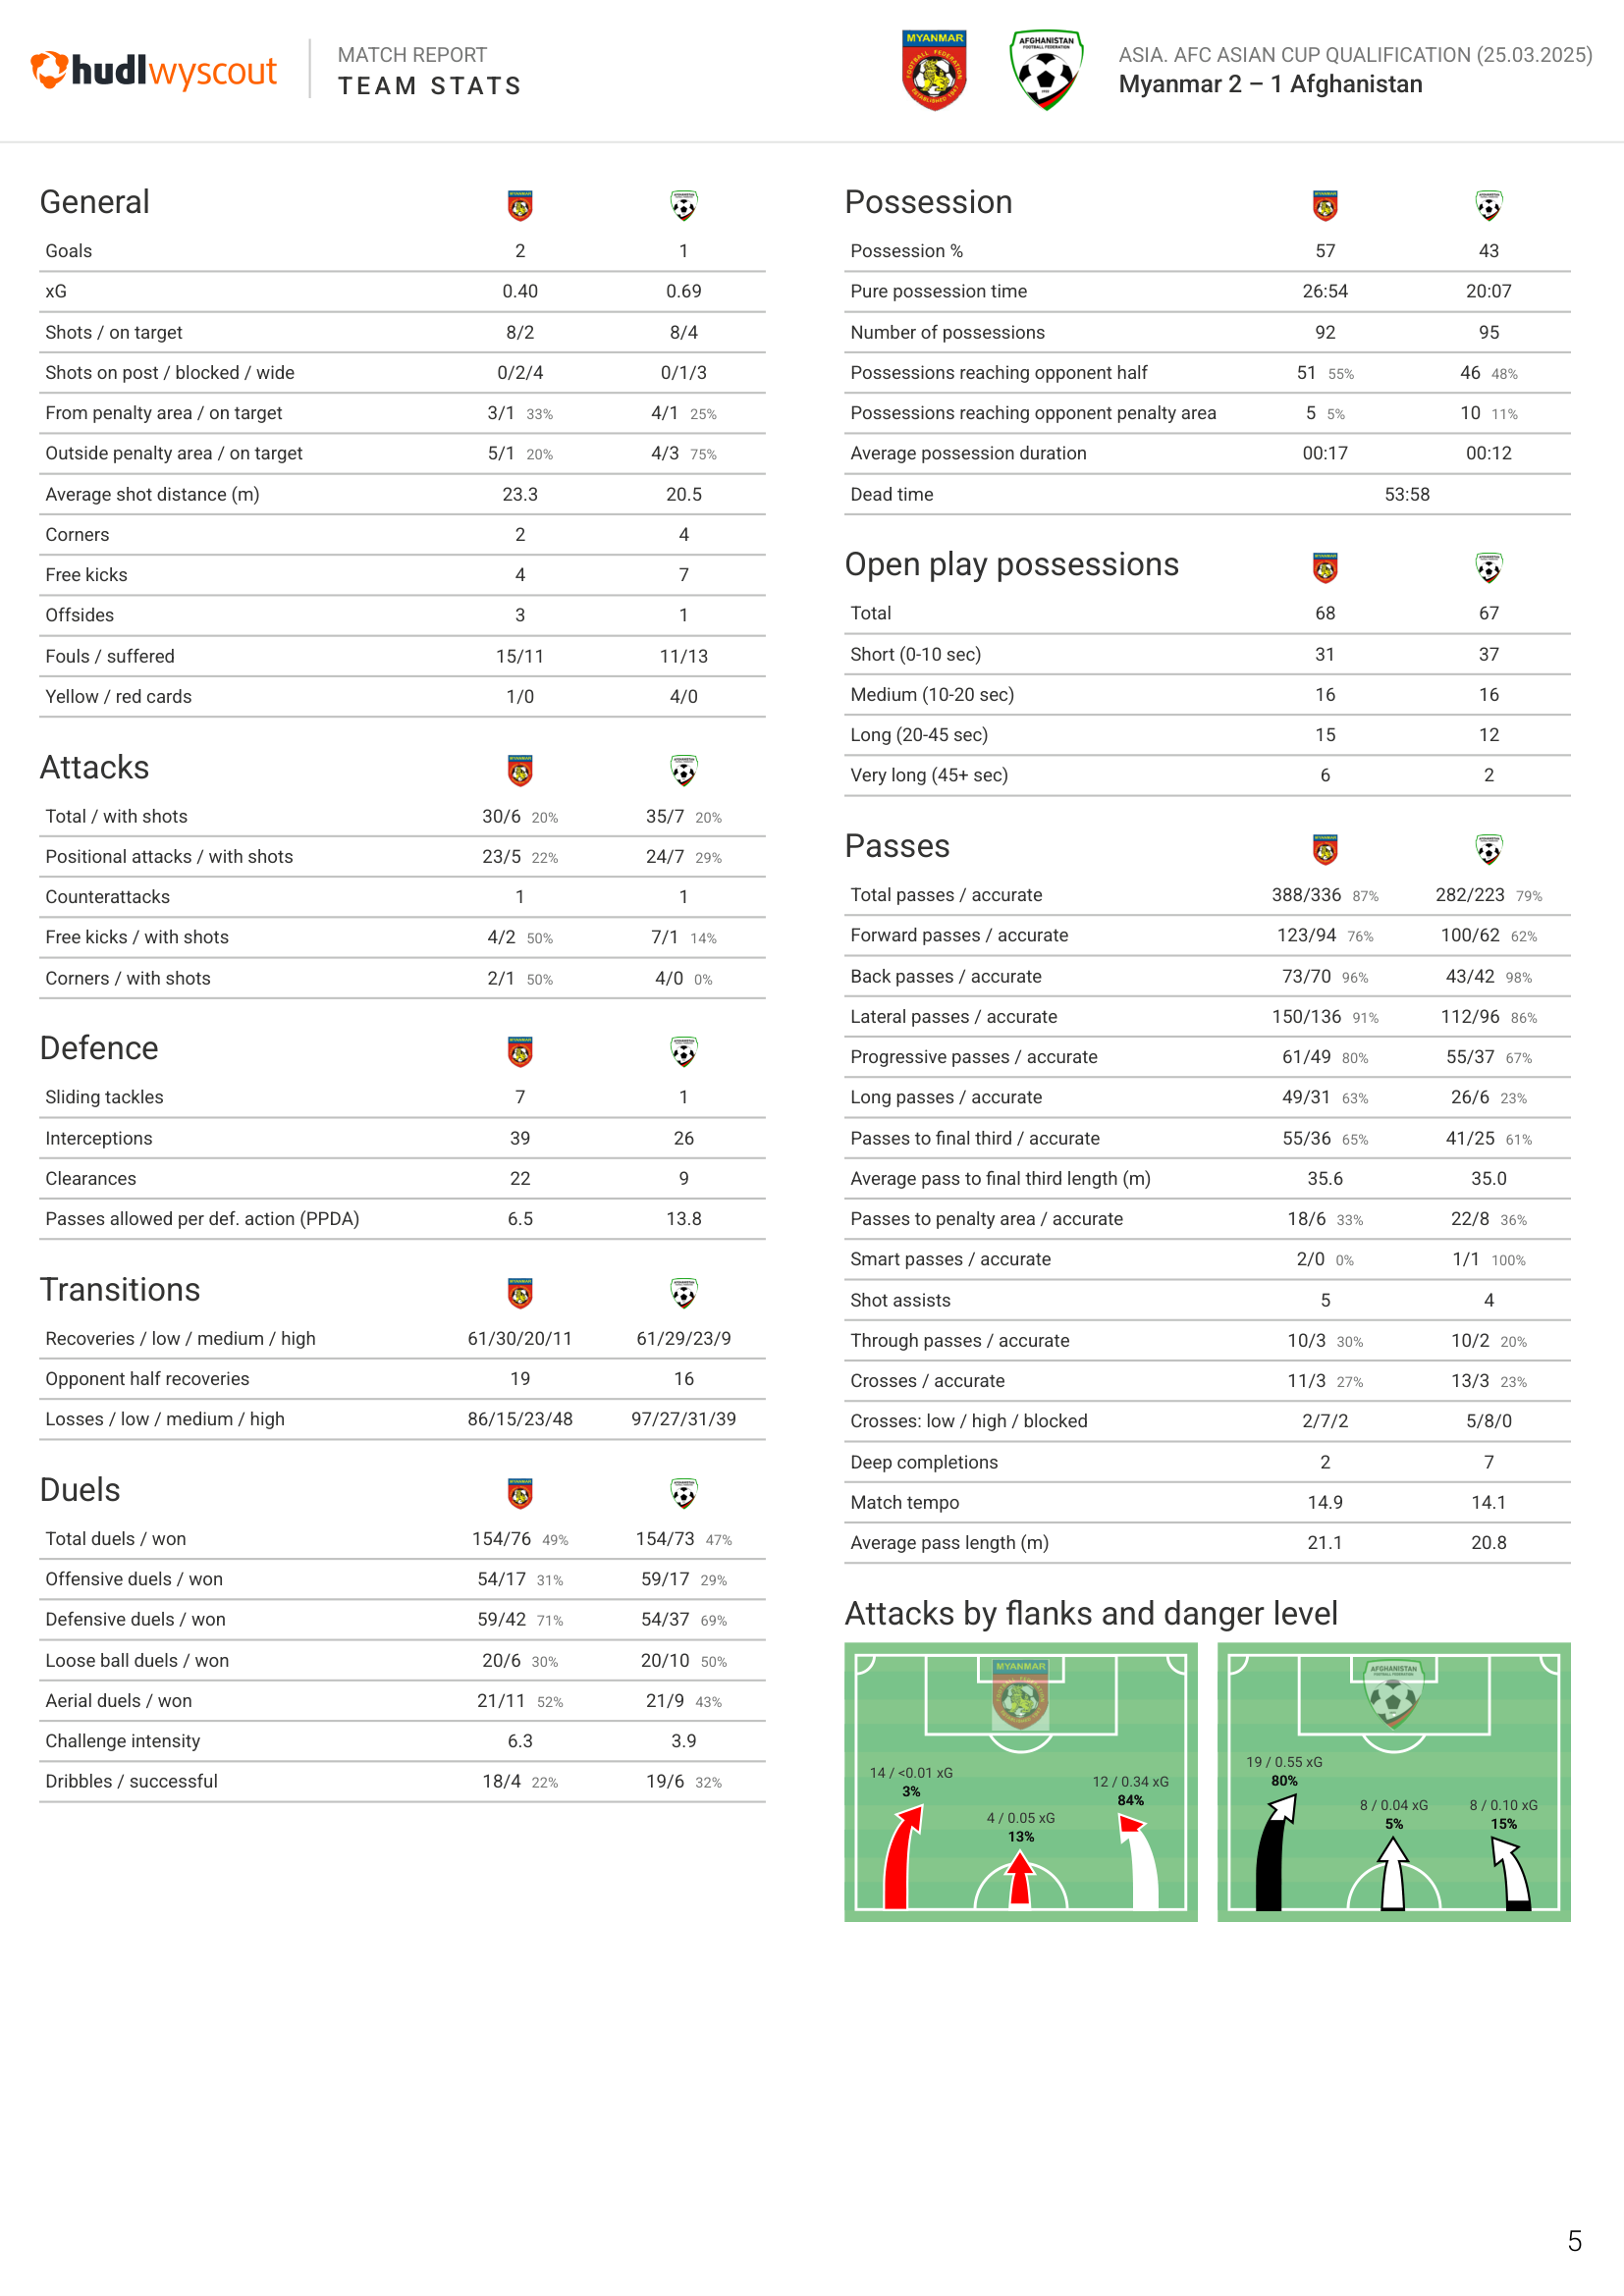 hudl wyscout
MATCH REPORT
TEAM STATS
MYANMAR
FOOTBALL FEDERATION
ESTABLISHED 1947
AFGHANISTAN
FOOTBALL FEDERATION
ASIA. AFC ASIAN CUP QUALIFICATION (25.03.2025)
Myanmar 2 – 1 Afghanistan
General
Goals 2 1
xG 0.40 0.69
Shots / on target 8/2 8/4
Shots on post / blocked / wide 0/2/4 0/1/3
From penalty area / on target 3/1 33% 4/1 25%
Outside penalty area / on target 5/1 20% 4/3 75%
Average shot distance (m) 23.3 20.5
Corners 2 4
Free kicks 4 7
Offsides 3 1
Fouls / suffered 15/11 11/13
Yellow / red cards 1/0 4/0
Attacks
Total / with shots 30/6 20% 35/7 20%
Positional attacks / with shots 23/5 22% 24/7 29%
Counterattacks 1 1
Free kicks / with shots 4/2 50% 7/1 14%
Corners / with shots 2/1 50% 4/0 0%
Defence
Sliding tackles 7 1
Interceptions 39 26
Clearances 22 9
Passes allowed per def. action (PPDA) 6.5 13.8
Transitions
Recoveries / low / medium / high 61/30/20/11 61/29/23/9
Opponent half recoveries 19 16
Losses / low / medium / high 86/15/23/48 97/27/31/39
Duels
Total duels / won 154/76 49% 154/73 47%
Offensive duels / won 54/17 31% 59/17 29%
Defensive duels / won 59/42 71% 54/37 69%
Loose ball duels / won 20/6 30% 20/10 50%
Aerial duels / won 21/11 52% 21/9 43%
Challenge intensity 6.3 3.9
Dribbles / successful 18/4 22% 19/6 32%
Possession
Possession % 57 43
Pure possession time 26:54 20:07
Number of possessions 92 95
Possessions reaching opponent half 51 55% 46 48%
Possessions reaching opponent penalty area 5 5% 10 11%
Average possession duration 00:17 00:12
Dead time 53:58
Open play possessions
Total 68 67
Short (0-10 sec) 31 37
Medium (10-20 sec) 16 16
Long (20-45 sec) 15 12
Very long (45+ sec) 6 2
Passes
Total passes / accurate 388/336 87% 282/223 79%
Forward passes / accurate 123/94 76% 100/62 62%
Back passes / accurate 73/70 96% 43/42 98%
Lateral passes / accurate 150/136 91% 112/96 86%
Progressive passes / accurate 61/49 80% 55/37 67%
Long passes / accurate 49/31 63% 26/6 23%
Passes to final third / accurate 55/36 65% 41/25 61%
Average pass to final third length (m) 35.6 35.0
Passes to penalty area / accurate 18/6 33% 22/8 36%
Smart passes / accurate 2/0 0% 1/1 100%
Shot assists 5 4
Through passes / accurate 10/3 30% 10/2 20%
Crosses / accurate 11/3 27% 13/3 23%
Crosses: low / high / blocked 2/7/2 5/8/0
Deep completions 2 7
Match tempo 14.9 14.1
Average pass length (m) 21.1 20.8
Attacks by flanks and danger level
MYANMAR
14 / <0.01 xG
3%
4 / 0.05 xG
13%
12 / 0.34 xG
84%
AFGHANISTAN
FOOTBALL FEDERATION
19 / 0.55 xG
80%
8 / 0.04 xG
5%
8 / 0.10 xG
15%
5